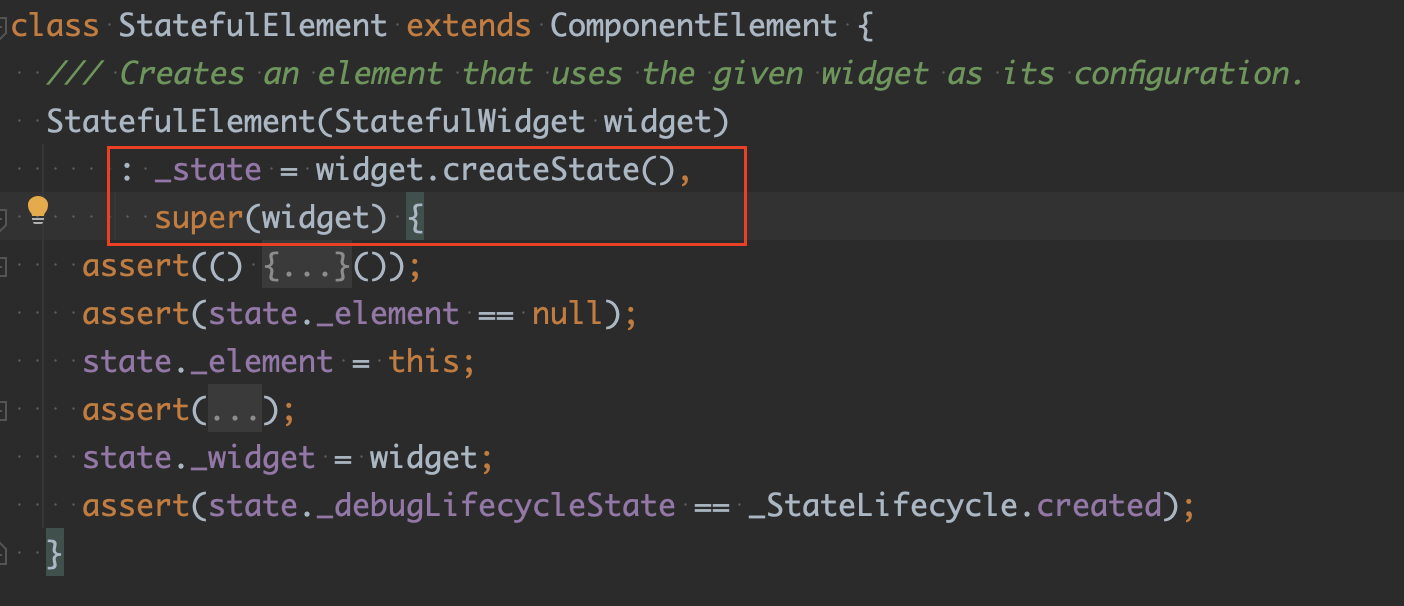 class StatefulElement extends ComponentElement {
/// Creates an element that uses the given widget as its configuration.
StatefulElement(StatefulWidget widget)
: _state = widget.createState(),
super(widget) {
assert(() {...}());
assert(state._element == null);
state._element = this;
assert(...);
state._widget = widget;
assert(state._debugLifecycleState == _StateLifecycle.created);
}